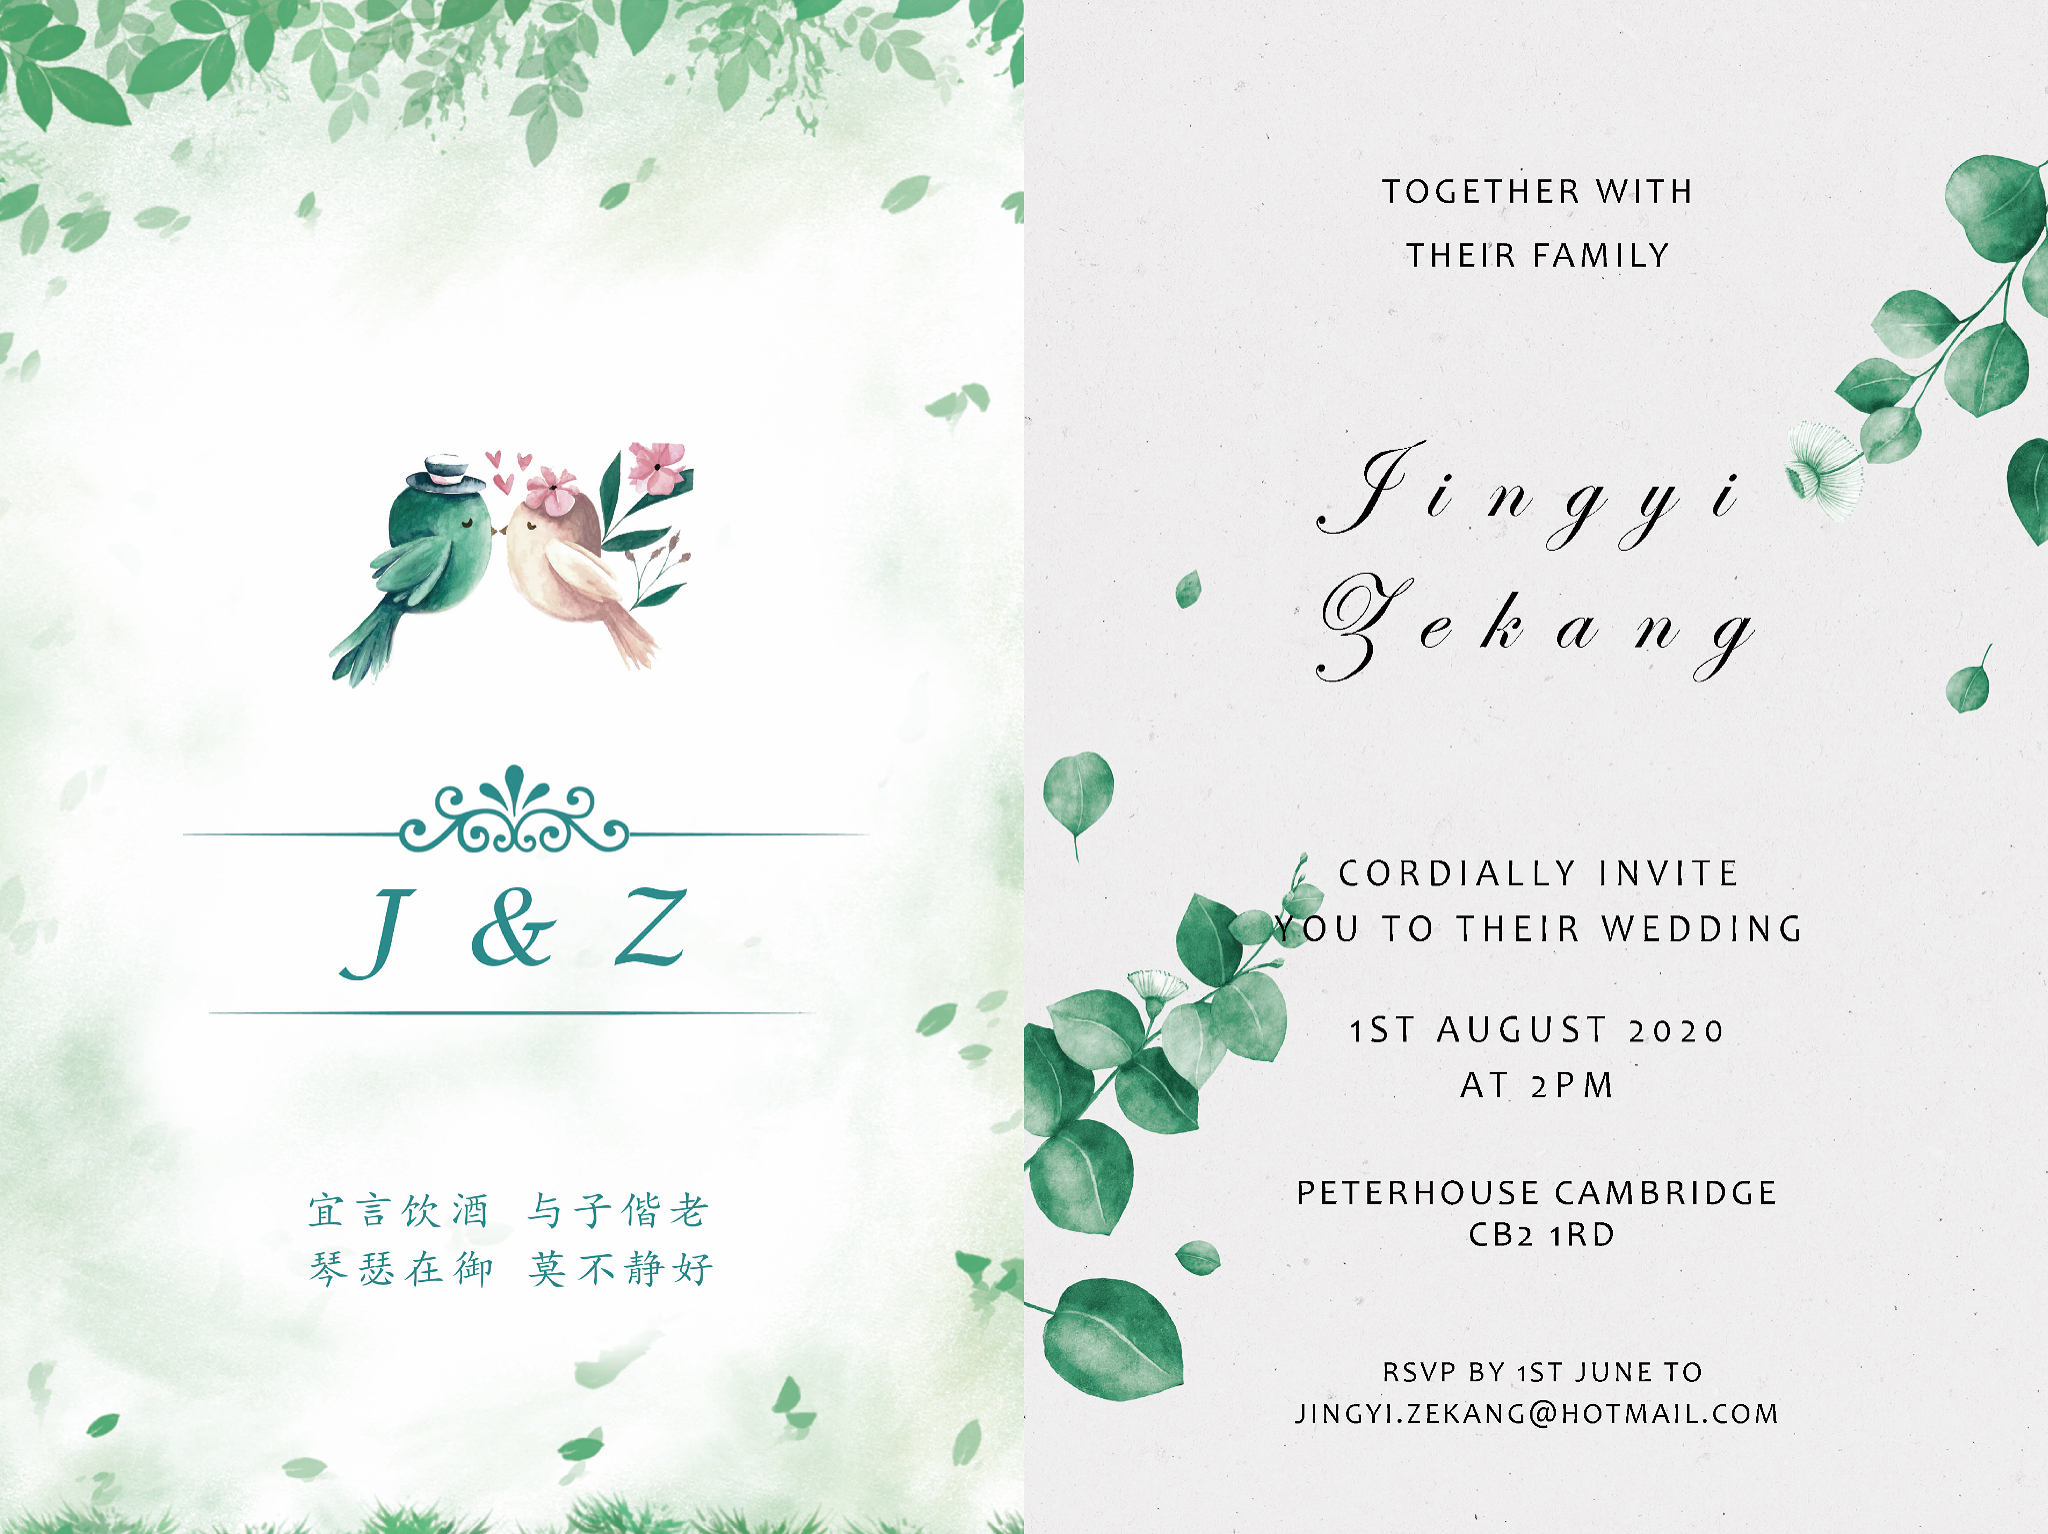 J & Z
宜言饮酒 与子偕老
琴瑟在御 莫不静好
TOGETHER WITH
THEIR FAMILY
Jingyi
Zekang
CORDIALLY INVITE
YOU TO THEIR WEDDING
1ST AUGUST 2020
AT 2PM
PETERHOUSE CAMBRIDGE
CB2 1RD
RSVP BY 1ST JUNE TO
JINGYI.ZEKANG@HOTMAIL.COM